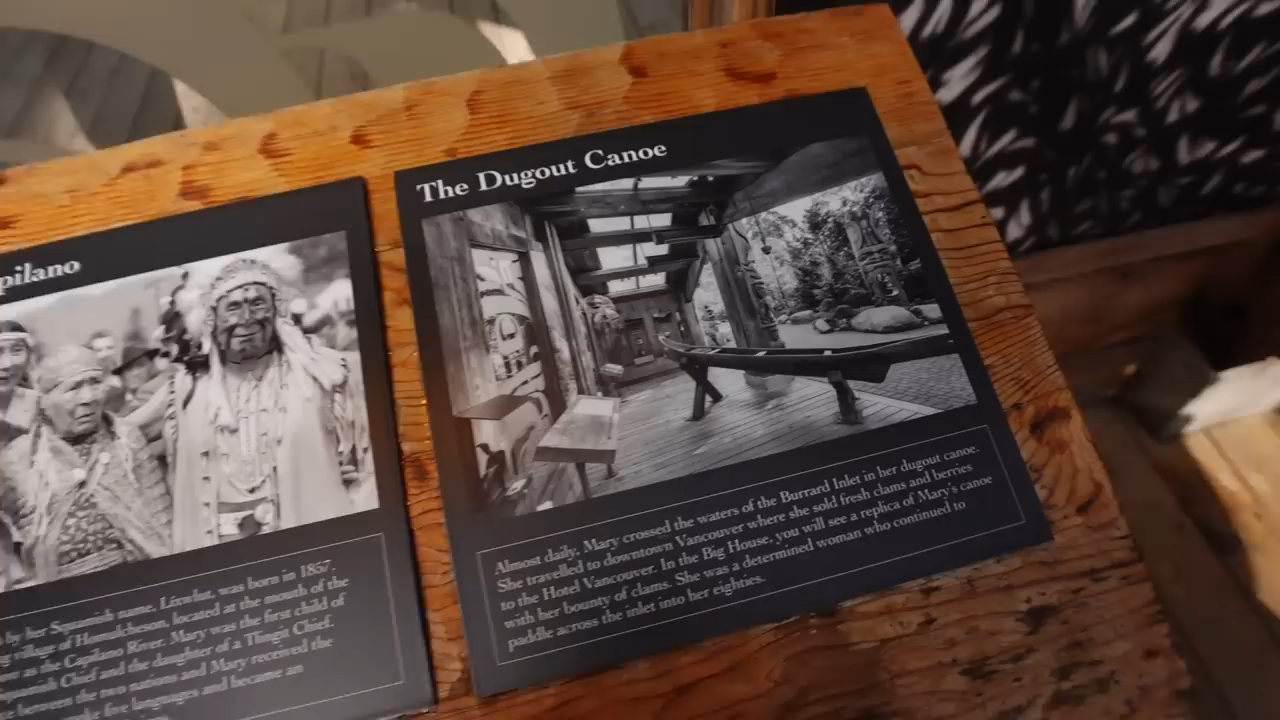 pilano
by her Squamish name, Lixwlut, was born in 1857.
village of Homultcheson, located at the mouth of the
as the Capilano River. Mary was the first child of
Squamish Chief and the daughter of a Tlingit Chief.
between the two nations and Mary received the
five languages and became an
The Dugout Canoe
Almost daily, Mary crossed the waters of the Burrard Inlet in her dugout canoe.
She travelled to downtown Vancouver where she sold fresh clams and berries
to the Hotel Vancouver. In the Big House, you will see a replica of Mary's canoe
with her bounty of clams. She was a determined woman who continued to
paddle across the inlet into her eighties.